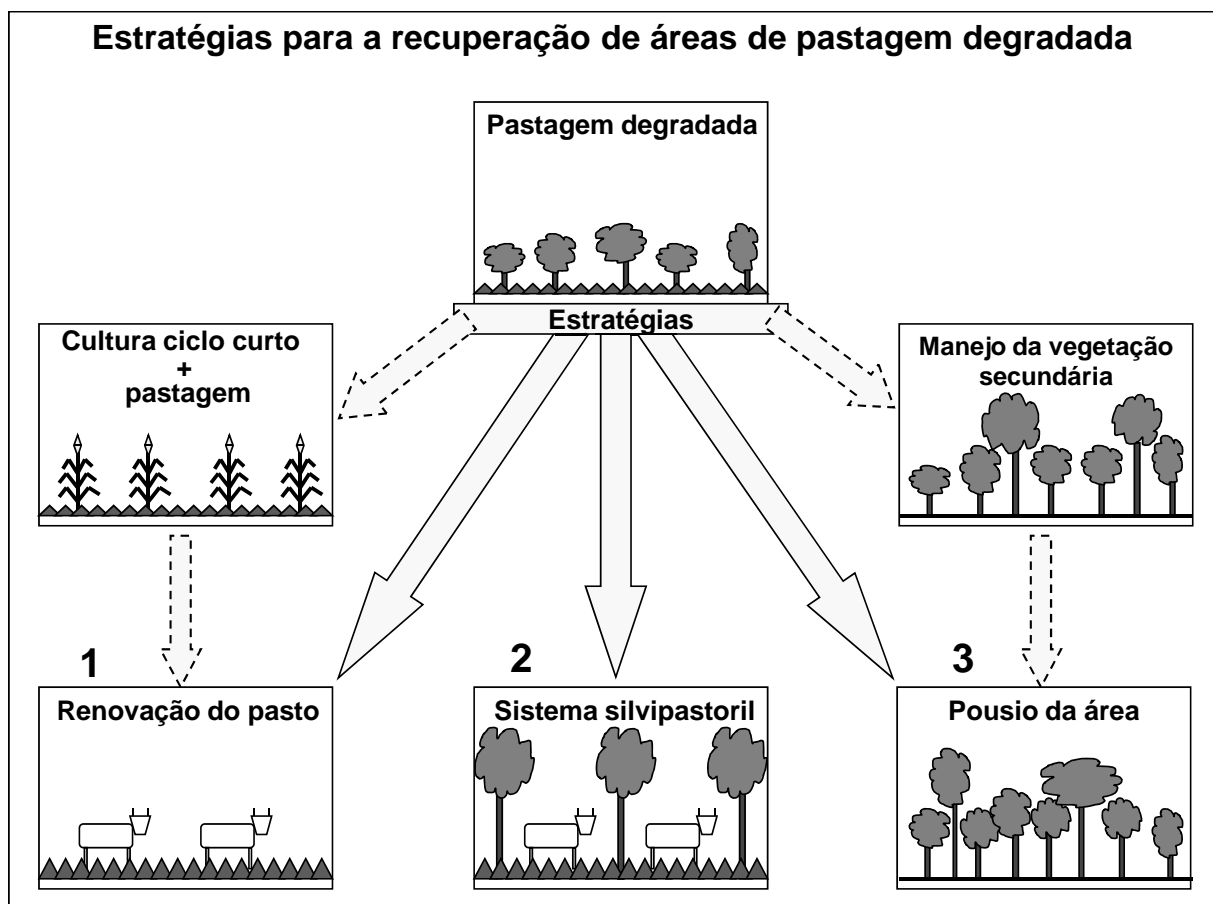 Estratégias para a recuperação de áreas de pastagem degradada
Pastagem degradada
Estratégias
Cultura ciclo curto
+
pastagem
Manejo da vegetação
secundária
1
Renovação do pasto
2
Sistema silvipastoril
3
Pousio da área